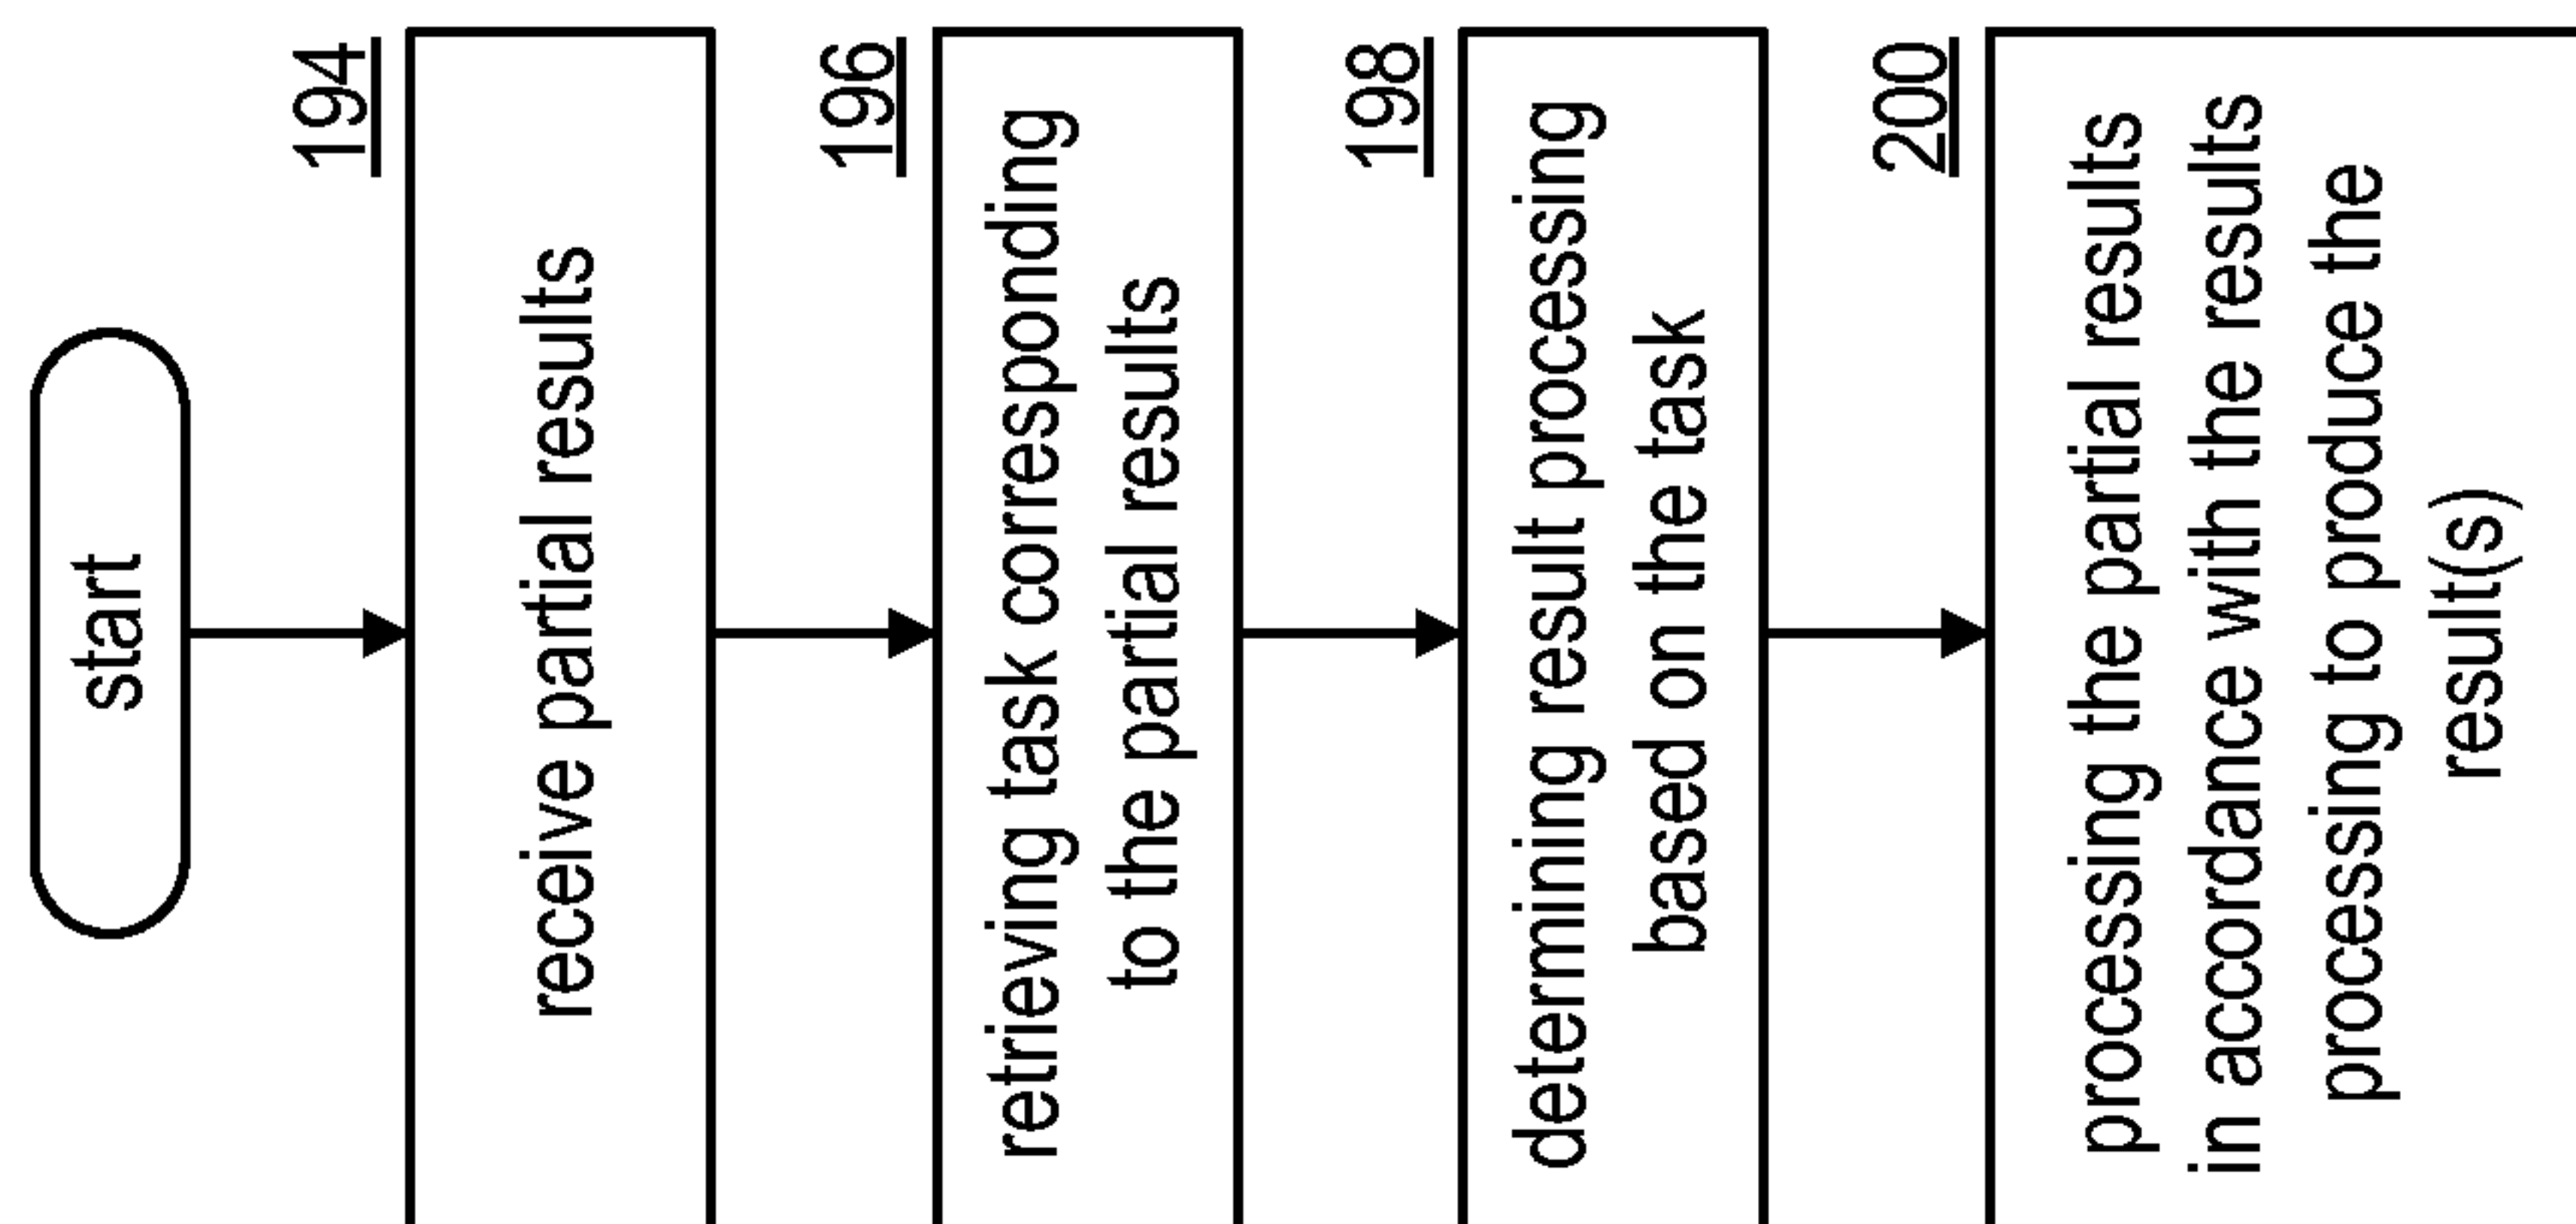 start
194
receive partial results
196
retrieving task corresponding
to the partial results
198
determining result processing
based on the task
200
processing the partial results
in accordance with the results
processing to produce the
result(s)